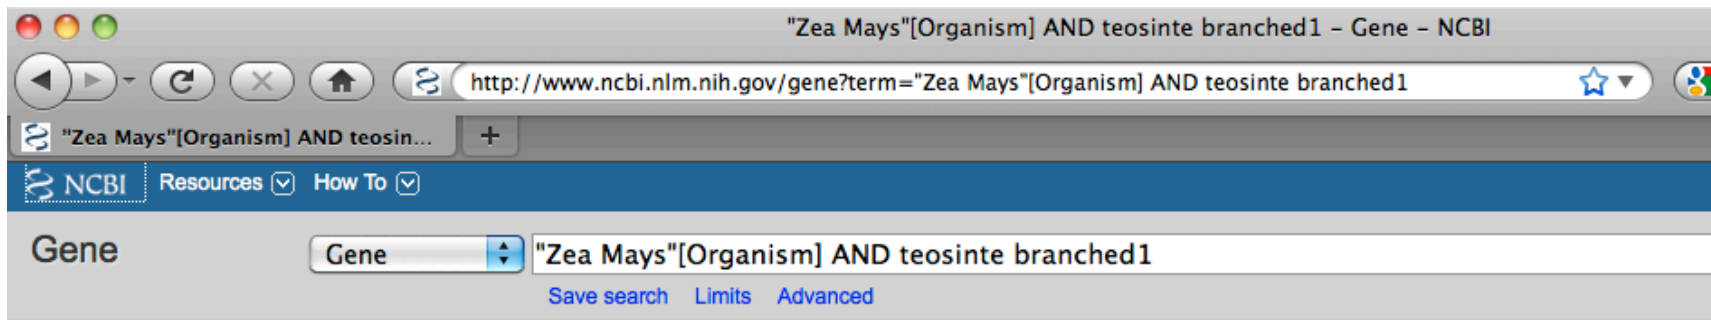 "Zea Mays"[Organism] AND teosinte branched1 – Gene – NCBI
http://www.ncbi.nlm.nih.gov/gene?term="Zea Mays"[Organism] AND teosinte branched1
"Zea Mays"[Organism] AND teosin... +
NCBI Resources How To
Gene Gene "Zea Mays"[Organism] AND teosinte branched1
Save search Limits Advanced